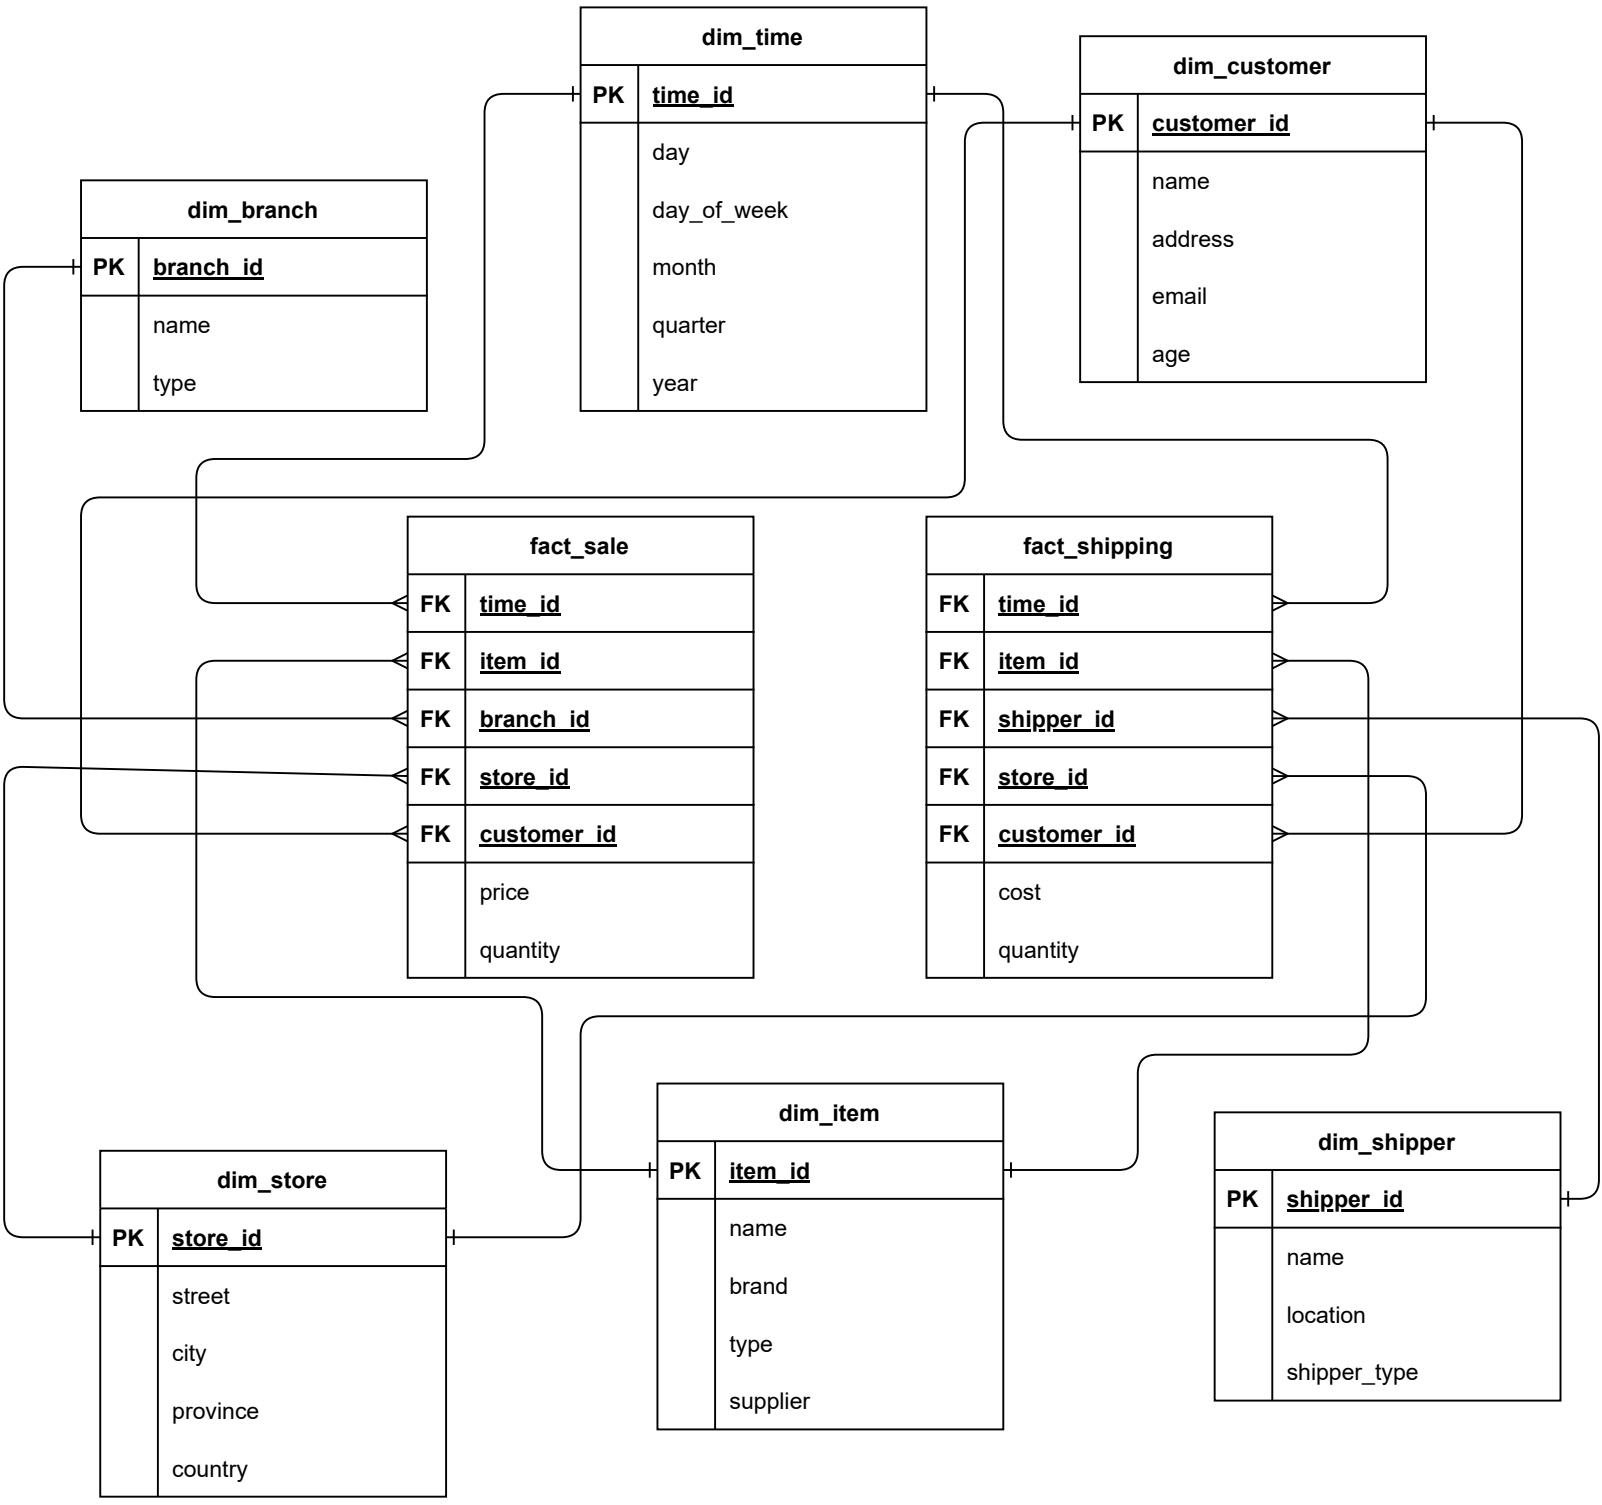 dim_time
PK time_id
day
day_of_week
month
quarter
year
dim_customer
PK customer_id
name
address
email
age
dim_branch
PK branch_id
name
type
fact_sale
FK time_id
FK item_id
FK branch_id
FK store_id
FK customer_id
price
quantity
fact_shipping
FK time_id
FK item_id
FK shipper_id
FK store_id
FK customer_id
cost
quantity
dim_store
PK store_id
street
city
province
country
dim_item
PK item_id
name
brand
type
supplier
dim_shipper
PK shipper_id
name
location
shipper_type